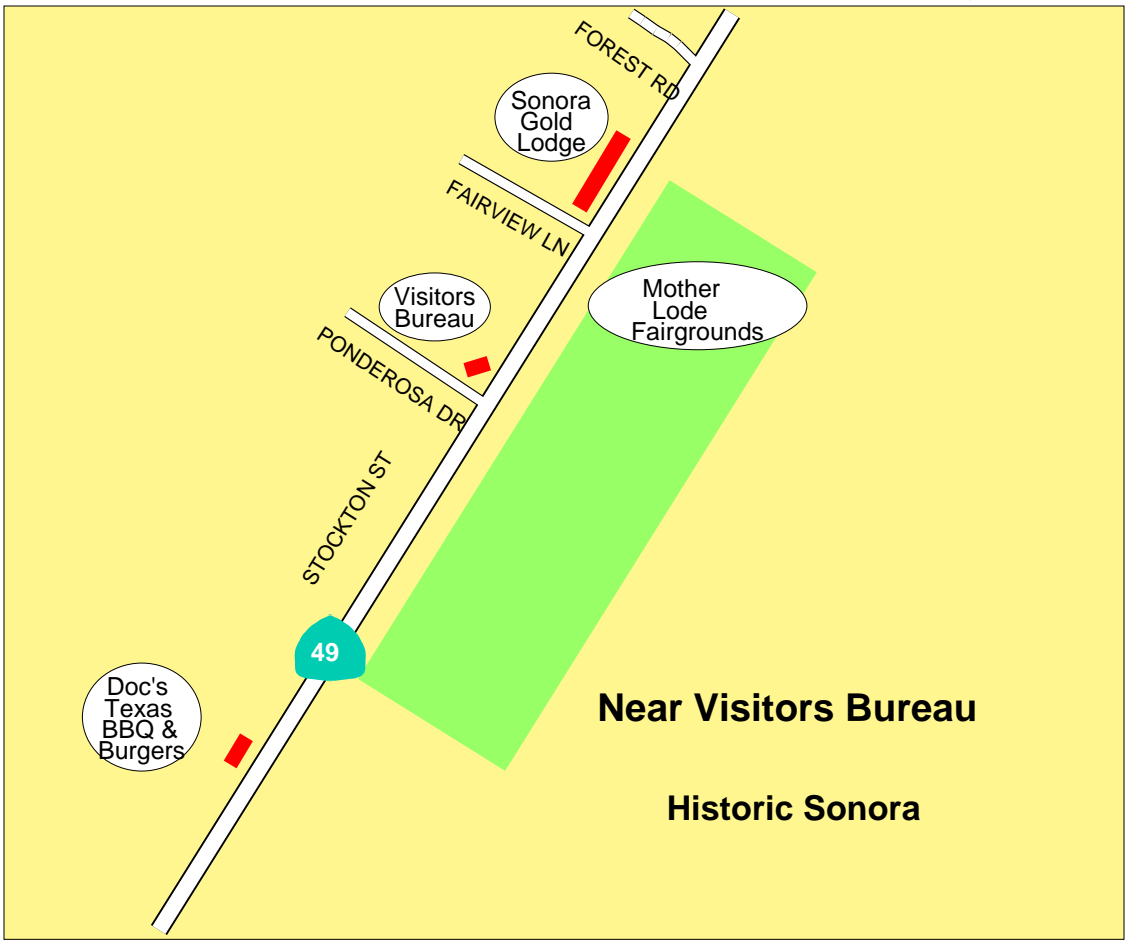 FOREST RD
Sonora
Gold
Lodge
FAIRVIEW LN
Mother
Lode
Fairgrounds
Visitors
Bureau
PONDEROSA DR
STOCKTON ST
49
Doc's
Texas
BBQ &
Burgers
Near Visitors Bureau
Historic Sonora